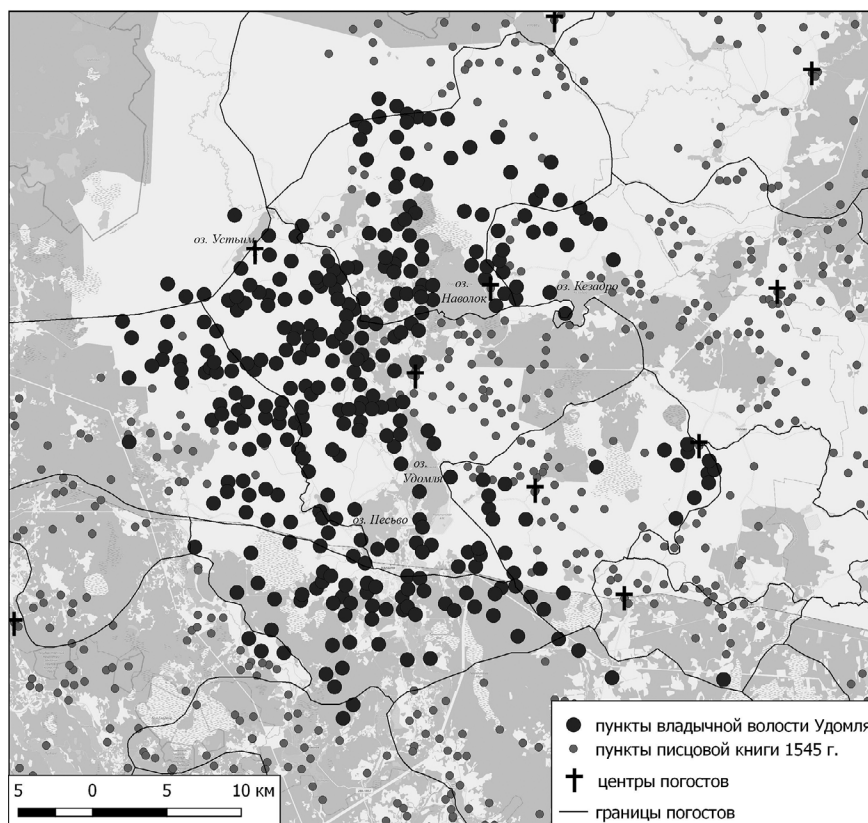 оз. Устьим
оз.
Наволок
оз. Кезадро
оз.
Удомля
оз. Песьво
пункты владычной волости Удомля
пункты писцовой книги 1545 г.
центры погостов
границы погостов
5 0 5 10 км